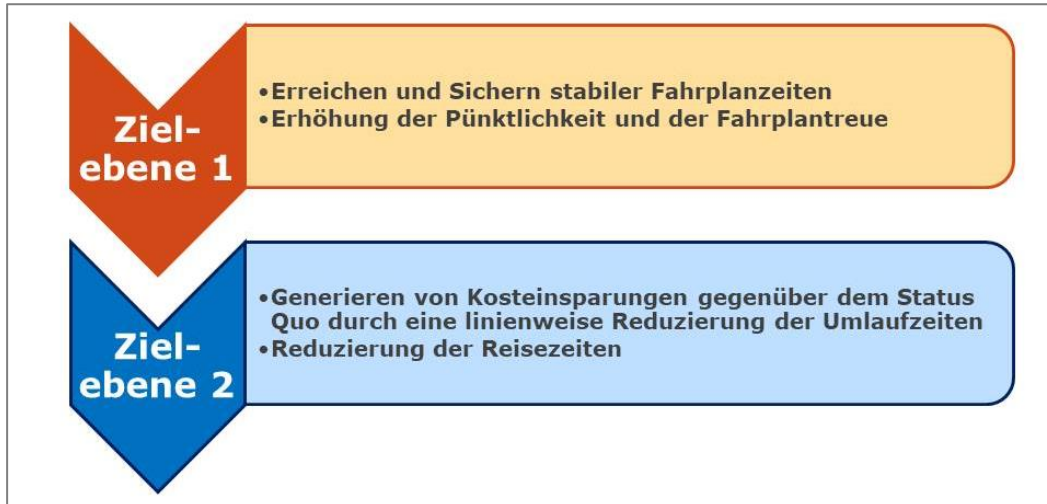 Ziel-
ebene 1
•Erreichen und Sichern stabiler Fahrplanzeiten
•Erhöhung der Pünktlichkeit und der Fahrplantreue
Ziel-
ebene 2
•Generieren von Kosteinsparungen gegenüber dem Status
Quo durch eine linienweise Reduzierung der Umlaufzeiten
•Reduzierung der Reisezeiten